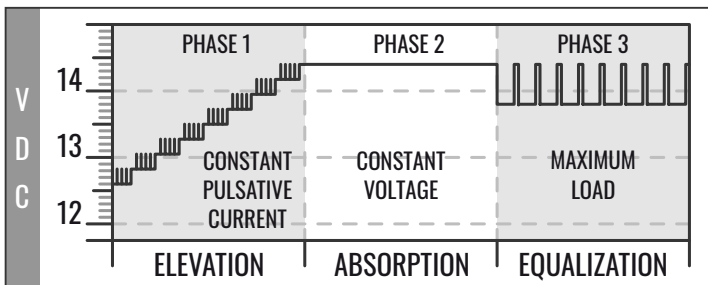 PHASE 1 PHASE 2 PHASE 3
V
D
C
14
13
12
CONSTANT
PULSATIVE
CURRENT
CONSTANT
VOLTAGE
MAXIMUM
LOAD
ELEVATION ABSORPTION EQUALIZATION